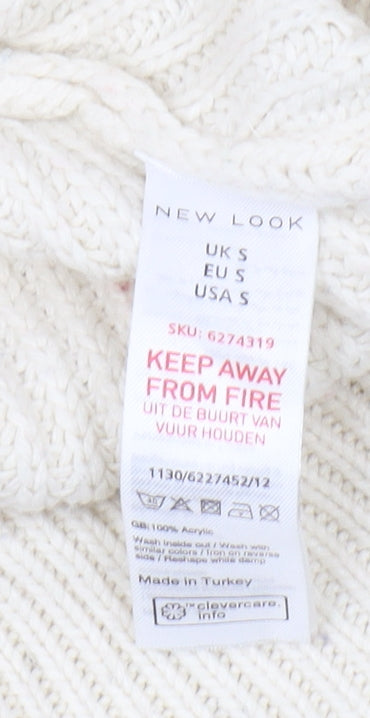 NEW LOOK
UK S
EU S
USA S
SKU: 6274319
KEEP AWAY
FROM FIRE
UIT DE BUURT VAN
VUUR HOUDEN
1130/6227452/12
GB:100% Acrylic
Wash inside out / Wash with
similar colors / Iron on reverse
side / Reshape while damp
Made in Turkey
™clevercare.
info